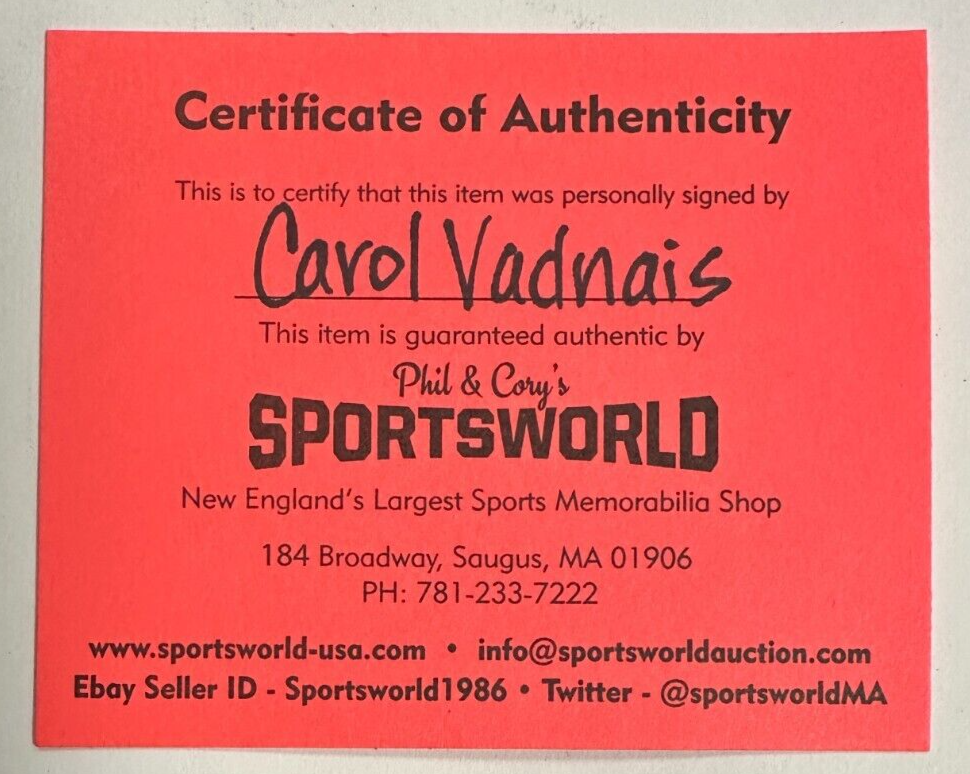 Certificate of Authenticity
This is to certify that this item was personally signed by
Carol Vadnais
This item is guaranteed authentic by
Phil & Cory's
SPORTSWORLD
New England's Largest Sports Memorabilia Shop
184 Broadway, Saugus, MA 01906
PH: 781-233-7222
www.sportsworld-usa.com • info@sportsworldauction.com
Ebay Seller ID - Sportsworld1986 • Twitter - @sportsworldMA